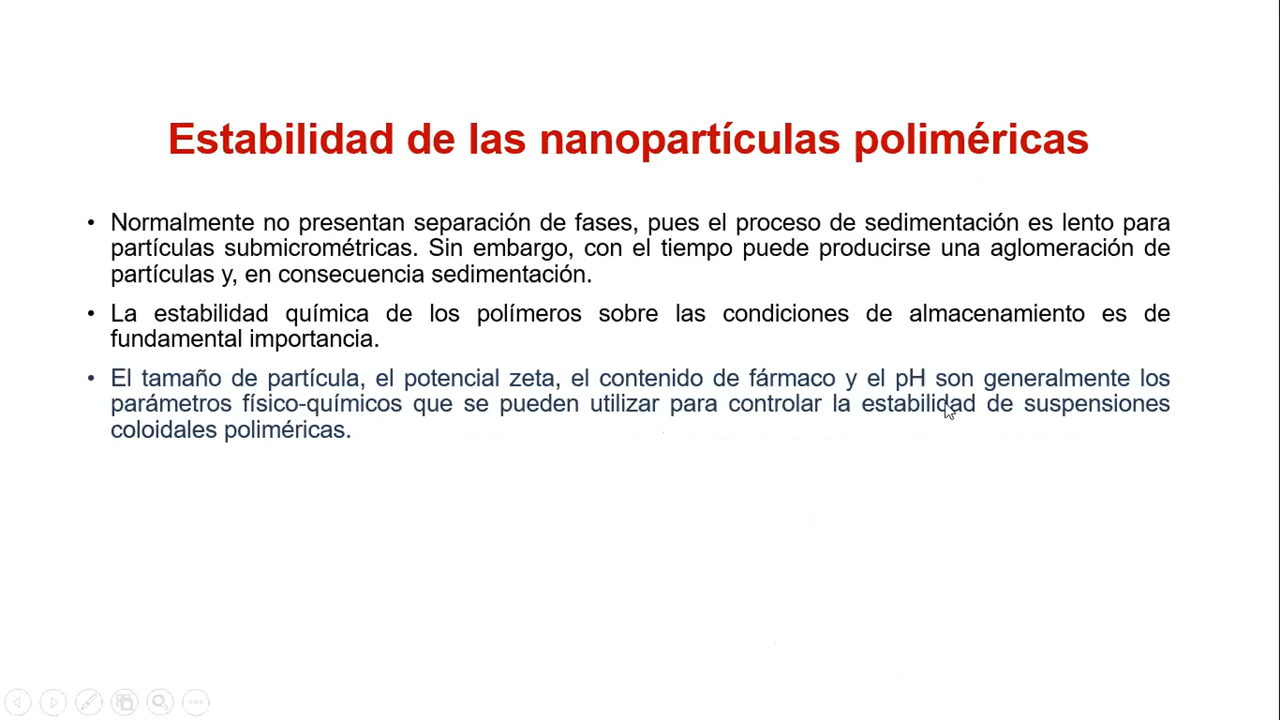 Estabilidad de las nanopartículas poliméricas
• Normalmente no presentan separación de fases, pues el proceso de sedimentación es lento para
partículas submicrométricas. Sin embargo, con el tiempo puede producirse una aglomeración de
partículas y, en consecuencia sedimentación.
• La estabilidad química de los polímeros sobre las condiciones de almacenamiento es de
fundamental importancia.
• El tamaño de partícula, el potencial zeta, el contenido de fármaco y el pH son generalmente los
parámetros físico-químicos que se pueden utilizar para controlar la estabilidad de suspensiones
coloidales poliméricas.